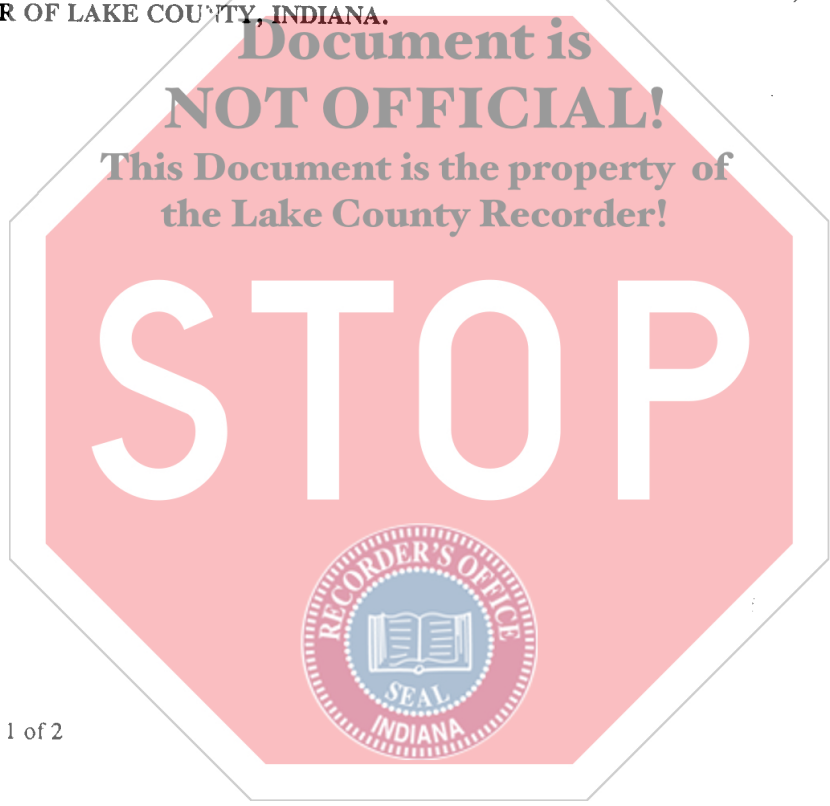 R OF LAKE COUNTY, INDIANA.
Document is
NOT OFFICIAL!
This Document is the property of
the Lake County Recorder!
STOP
RECORDER'S OFFICE
SEAL
INDIANA
1 of 2